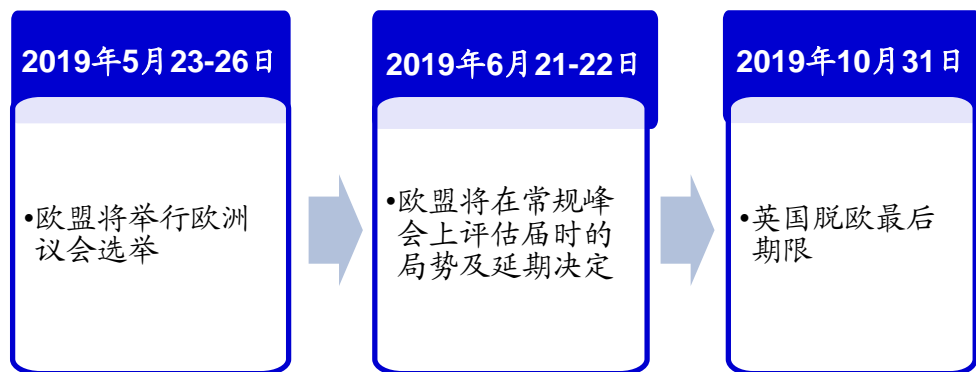 2019年5月23-26日
•欧盟将举行欧洲
议会选举
2019年6月21-22日
•欧盟将在常规峰
会上评估届时的
局势及延期决定
2019年10月31日
•英国脱欧最后
期限